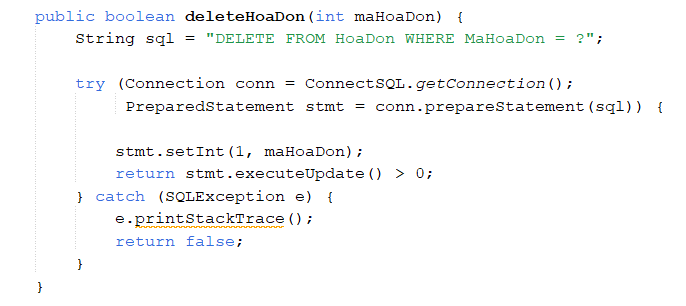 public boolean deleteHoaDon(int maHoaDon) {
    String sql = "DELETE FROM HoaDon WHERE MaHoaDon = ?";
    try (Connection conn = ConnectSQL.getConnection();
         PreparedStatement stmt = conn.prepareStatement(sql)) {
        stmt.setInt(1, maHoaDon);
        return stmt.executeUpdate() > 0;
    } catch (SQLException e) {
        e.printStackTrace();
        return false;
    }
}